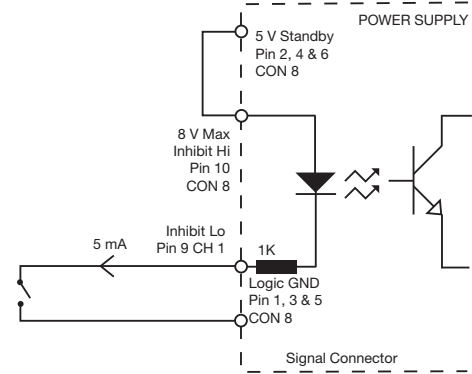 POWER SUPPLY
5 V Standby
Pin 2, 4 & 6
CON 8
8 V Max
Inhibit Hi
Pin 10
CON 8
Inhibit Lo
Pin 9 CH 1
5 mA
1K
Logic GND
Pin 1, 3 & 5
CON 8
Signal Connector